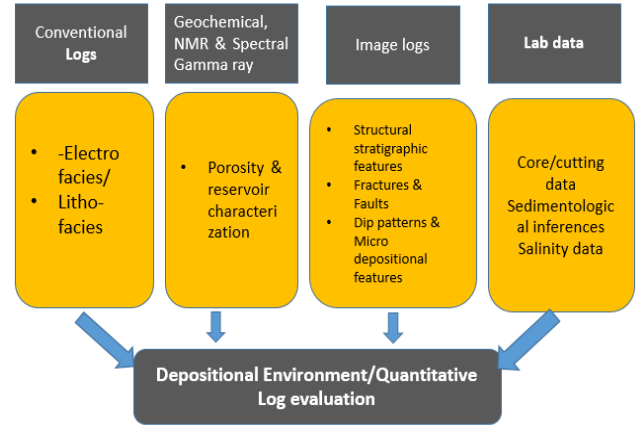 Conventional
Logs
Geochemical,
NMR & Spectral
Gamma ray
Image logs
Lab data
• -Electro
facies/
• Litho-
facies
• Porosity &
reservoir
characteri
zation
• Structural
stratigraphic
features
• Fractures &
Faults
• Dip patterns &
Micro
depositional
features
Core/cutting
data
Sedimentologic
al inferences
Salinity data
Depositional Environment/Quantitative
Log evaluation